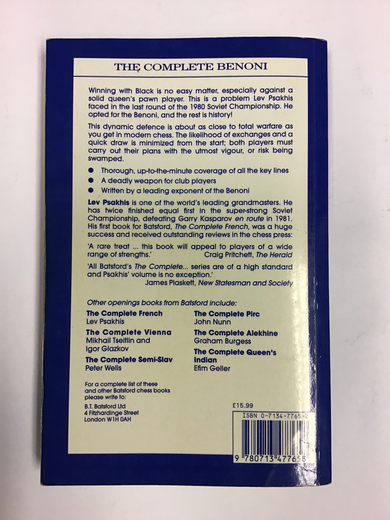 THE COMPLETE BENONI
Winning with Black is no easy matter, especially against a
solid queen's pawn player. This is a problem Lev Psakhis
faced in the last round of the 1980 Soviet Championship. He
opted for the Benoni, and the rest is history!
This dynamic defence is about as close to total warfare as
you get in modern chess. The likelihood of exchanges and a
quick draw is minimized from the start; both players must
carry out their plans with the utmost vigour, or risk being
swamped.
● Thorough, up-to-the-minute coverage of all the key lines
● A deadly weapon for club players
● Written by a leading exponent of the Benoni
Lev Psakhis is one of the world's leading grandmasters. He
has twice finished equal first in the super-strong Soviet
Championship, defeating Garry Kasparov en route in 1981.
His first book for Batsford, The Complete French, was a huge
success and received outstanding reviews in the chess press:
'A rare treat ... this book will appeal to players of a wide
range of strengths.' Craig Pritchett, The Herald
'All Batsford's The Complete... series are of a high standard
and Psakhis' volume is no exception.'
James Plaskett, New Statesman and Society
Other openings books from Batsford include:
The Complete French
Lev Psakhis
The Complete Vienna
Mikhail Tseitlin and
Igor Glazkov
The Complete Semi-Slav
Peter Wells
The Complete Pirc
John Nunn
The Complete Alekhine
Graham Burgess
The Complete Queen's
Indian
Efim Geller
For a complete list of these
and other Batsford chess books
please write to:
B.T. Batsford Ltd
4 Fitzhardinge Street
London W1H 0AH
£15.99
ISBN 0-7134-7765-
9 780713 477658